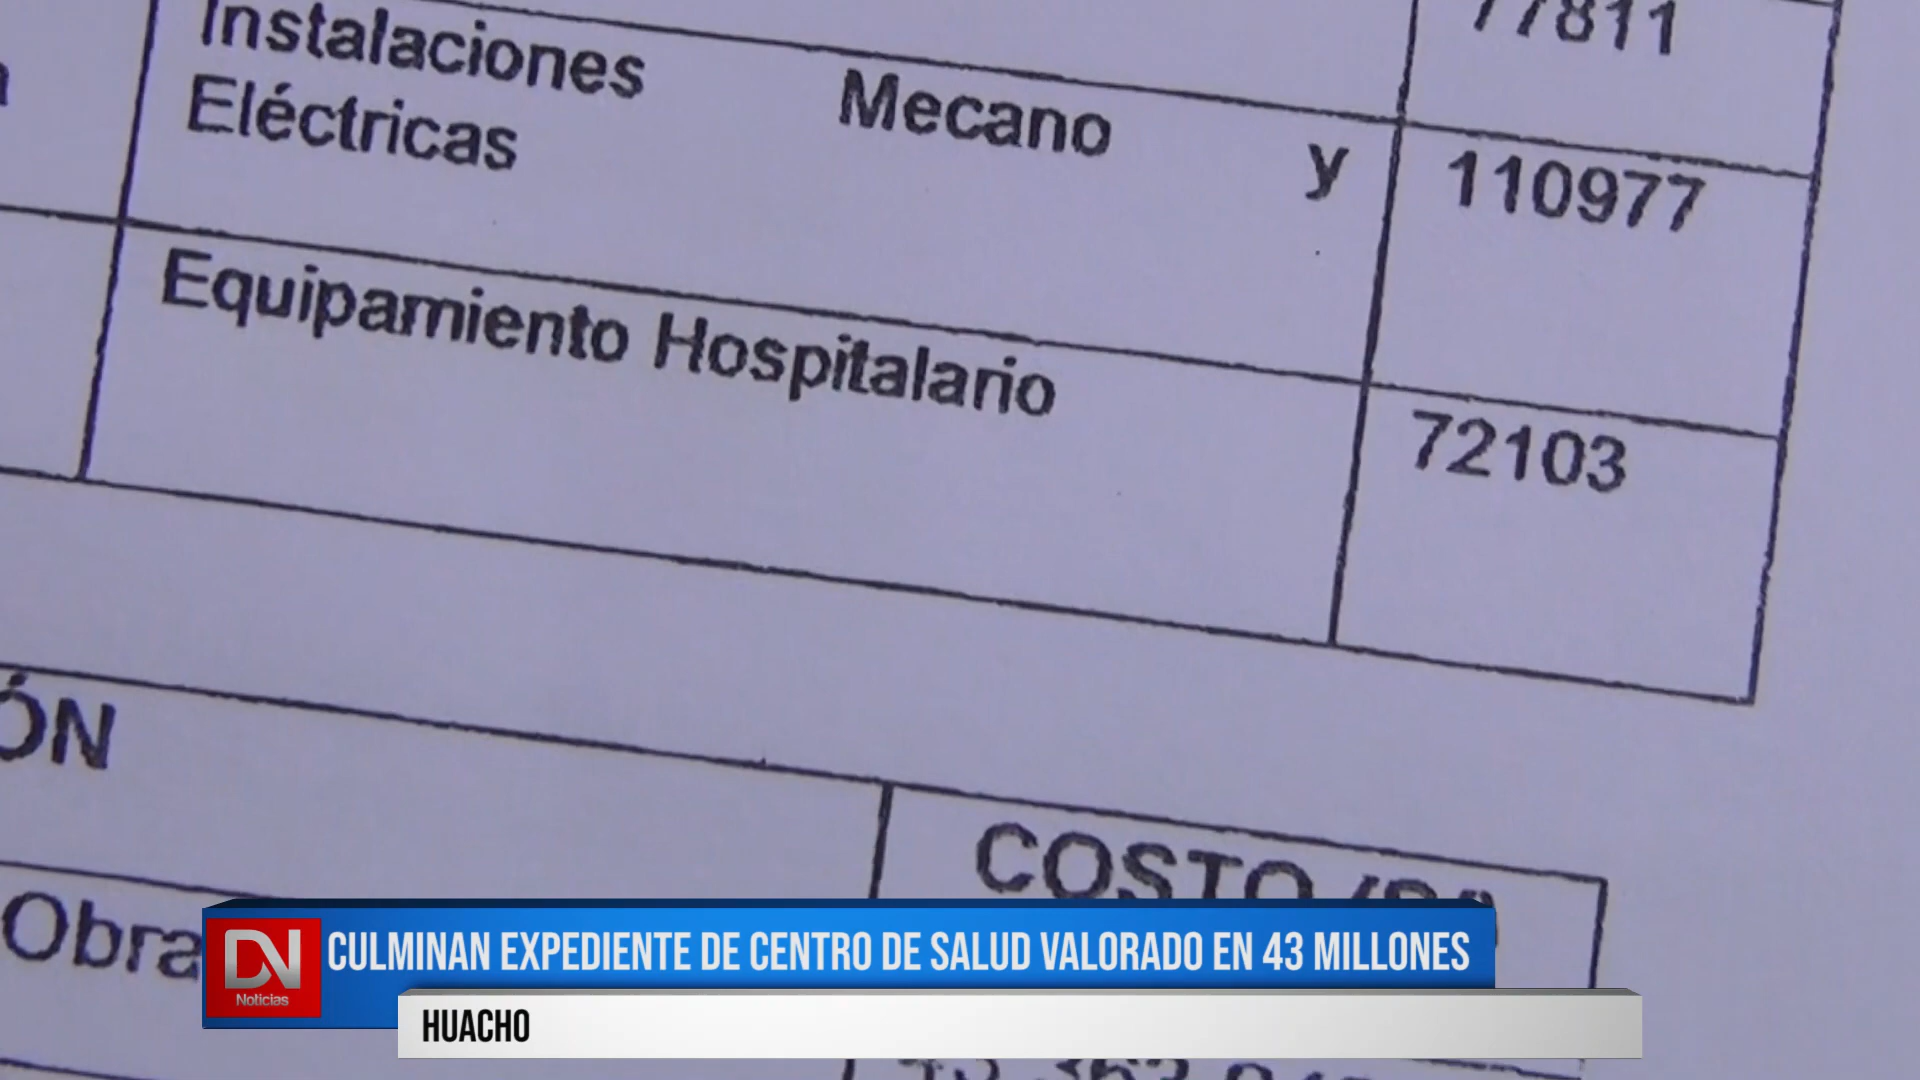 77811
Instalaciones Mecano y
Eléctricas
110977
Equipamiento Hospitalario
72103
ÓN
COSTO
Obra
DN
Noticias
CULMINAN EXPEDIENTE DE CENTRO DE SALUD VALORADO EN 43 MILLONES
HUACHO